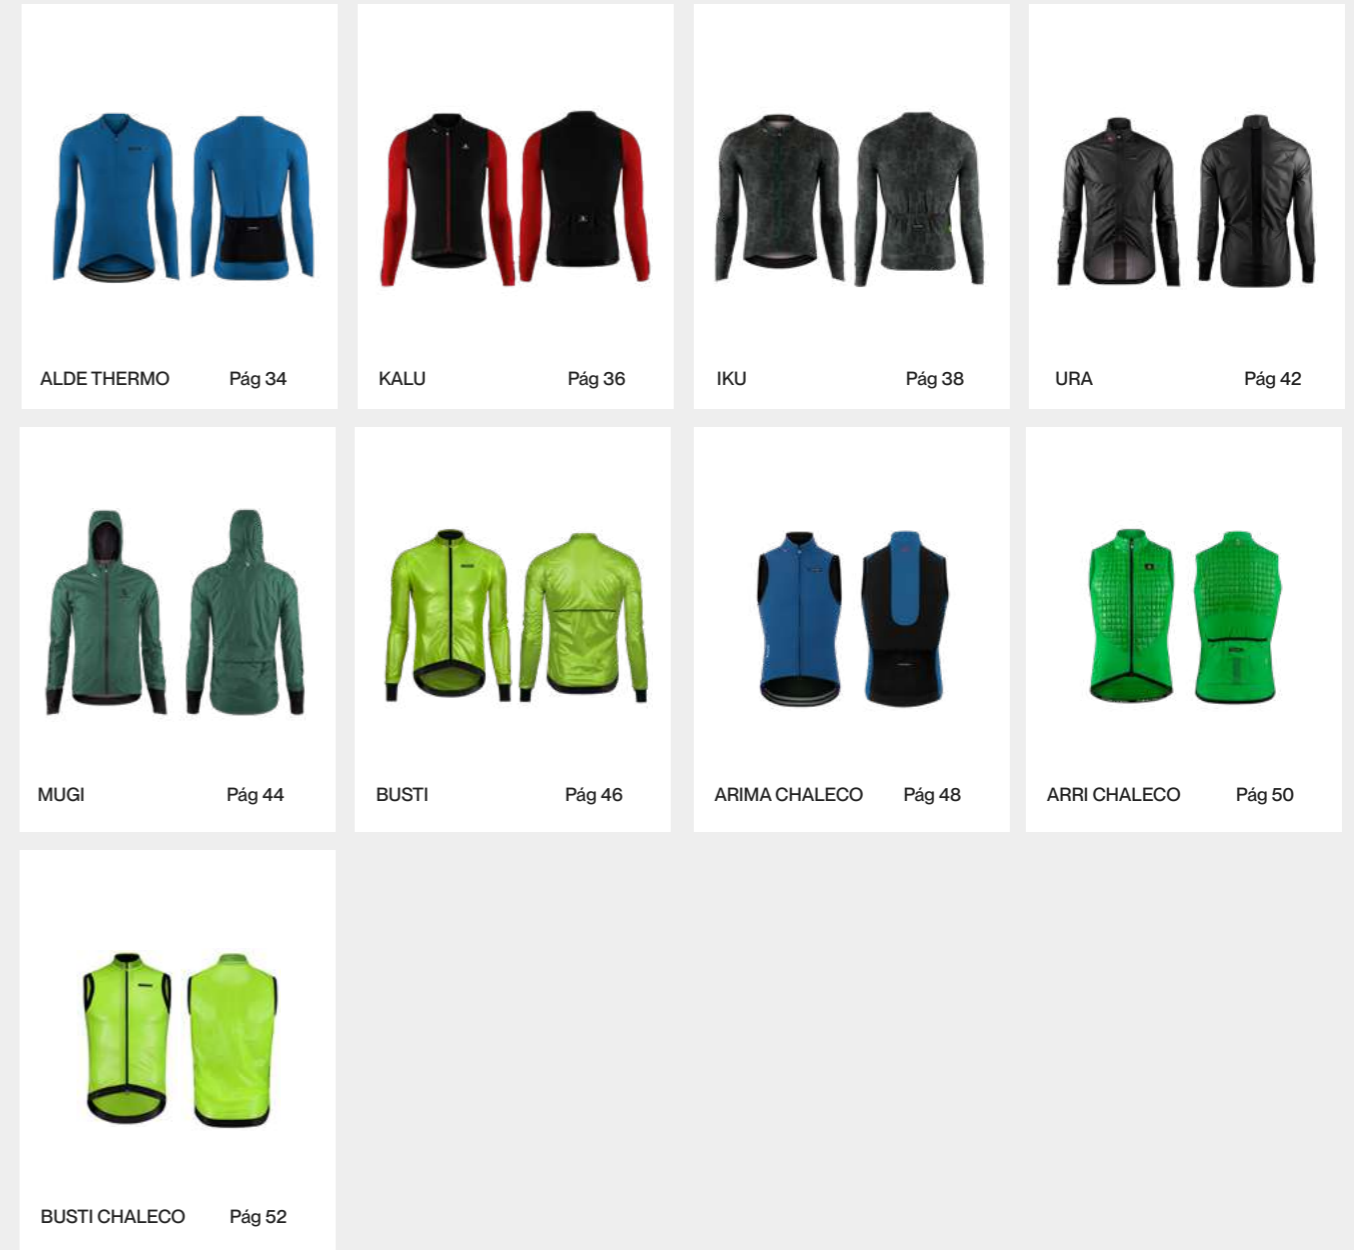 ALDE THERMO Pág 34
KALU Pág 36
IKU Pág 38
URA Pág 42
MUGI Pág 44
BUSTI Pág 46
ARIMA CHALECO Pág 48
ARRI CHALECO Pág 50
BUSTI CHALECO Pág 52